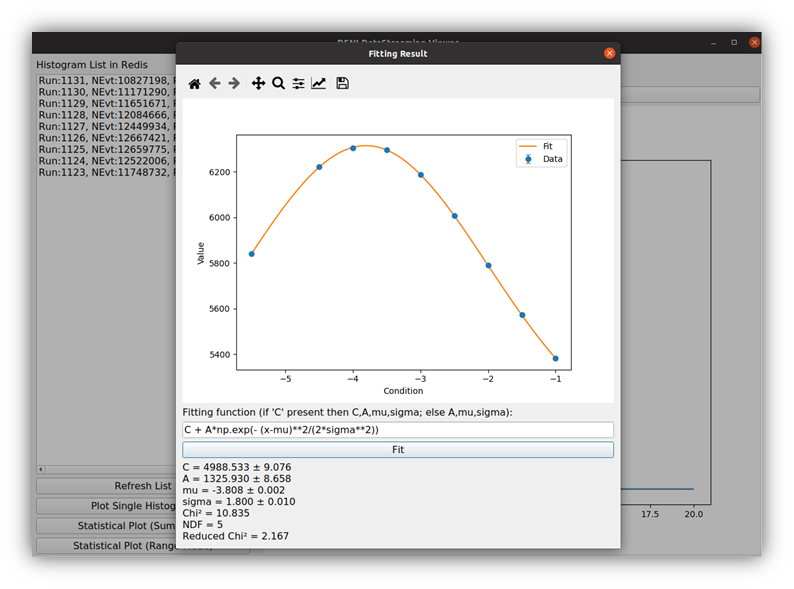 Fitting Result
Histogram List in Redis
Run:1131, NEvt:10827198,
Run:1130, NEvt:11171290,
Run:1129, NEvt:11651671,
Run:1128, NEvt:12084666,
Run:1127, NEvt:12449934,
Run:1126, NEvt:12667421,
Run:1125, NEvt:12659775,
Run:1124, NEvt:12522006,
Run:1123, NEvt:11748732,
Fit
Data
6200
6000
5800
5600
5400
Value
−5
−4
−3
−2
−1
Condition
Fitting function (if 'C' present then C,A,mu,sigma; else A,mu,sigma):
C + A*np.exp(- (x-mu)**2/(2*sigma**2))
Fit
C = 4988.533 ± 9.076
A = 1325.930 ± 8.658
mu = -3.808 ± 0.002
sigma = 1.800 ± 0.010
Chi² = 10.835
NDF = 5
Reduced Chi² = 2.167
Refresh List
Plot Single Histog
Statistical Plot (Sum
Statistical Plot (Rang
17.5
20.0